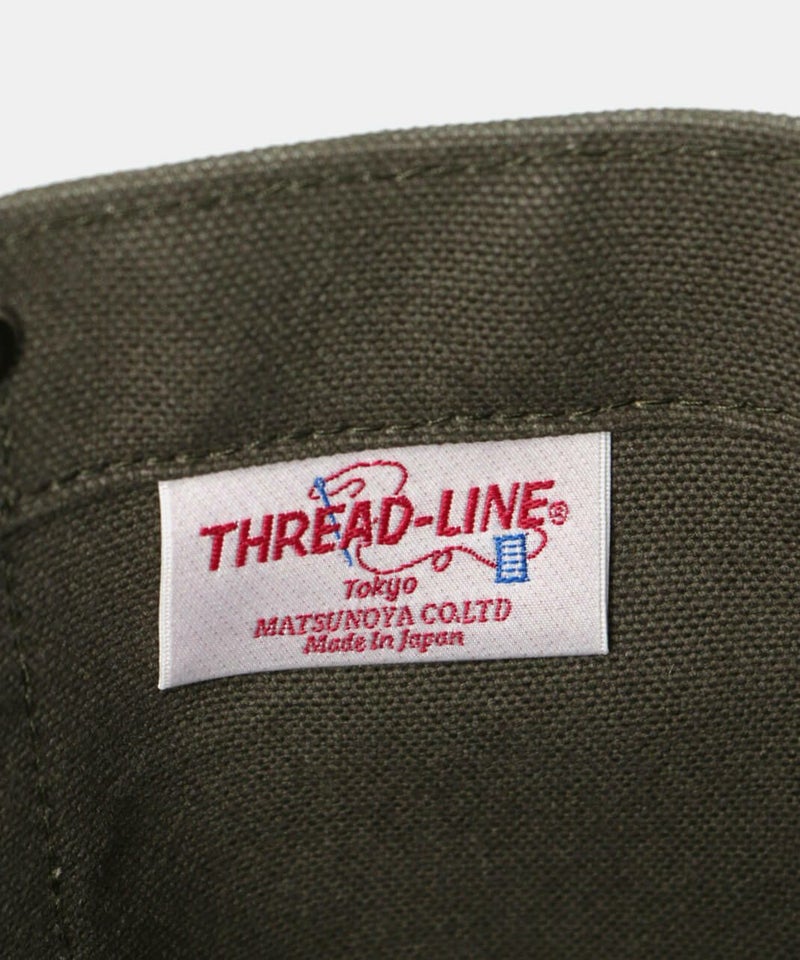 THREAD-LINE®
Tokyo
MATSUNOYA CO.LTD
Made In Japan